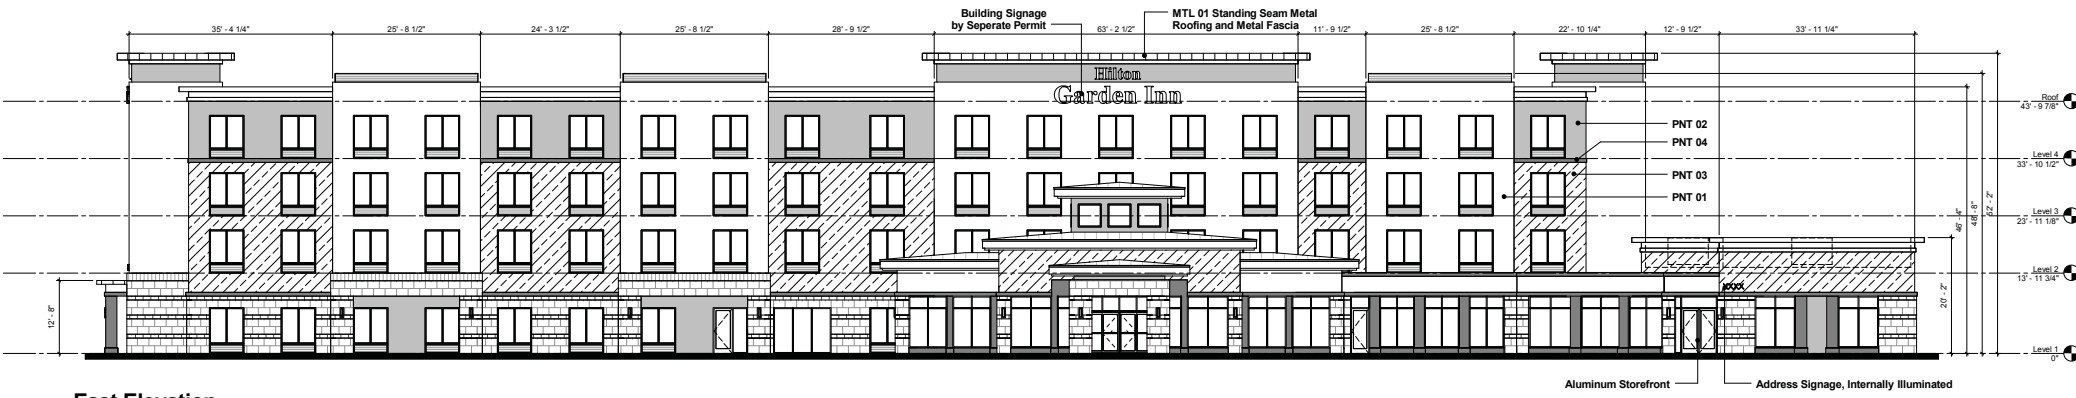 Building Signage
by Seperate Permit
MTL 01 Standing Seam Metal
Roofing and Metal Fascia
35' - 4 1/4"
25' - 8 1/2"
24' - 3 1/2"
25' - 8 1/2"
28' - 9 1/2"
63' - 2 1/2"
11' - 9 1/2"
25' - 8 1/2"
22' - 10 1/4"
12' - 9 1/2"
33' - 11 1/4"
Hilton
Garden Inn
Roof
43' - 9 7/8"
PNT 02
PNT 04
Level 4
33' - 10 1/2"
PNT 03
PNT 01
52' - 2"
48' - 8"
46' - 4"
Level 3
23' - 11 1/8"
Level 2
13' - 11 3/4"
20' - 2"
XXXX
12' - 8"
Level 1
0"
Aluminum Storefront
Address Signage, Internally Illuminated
East Elevation